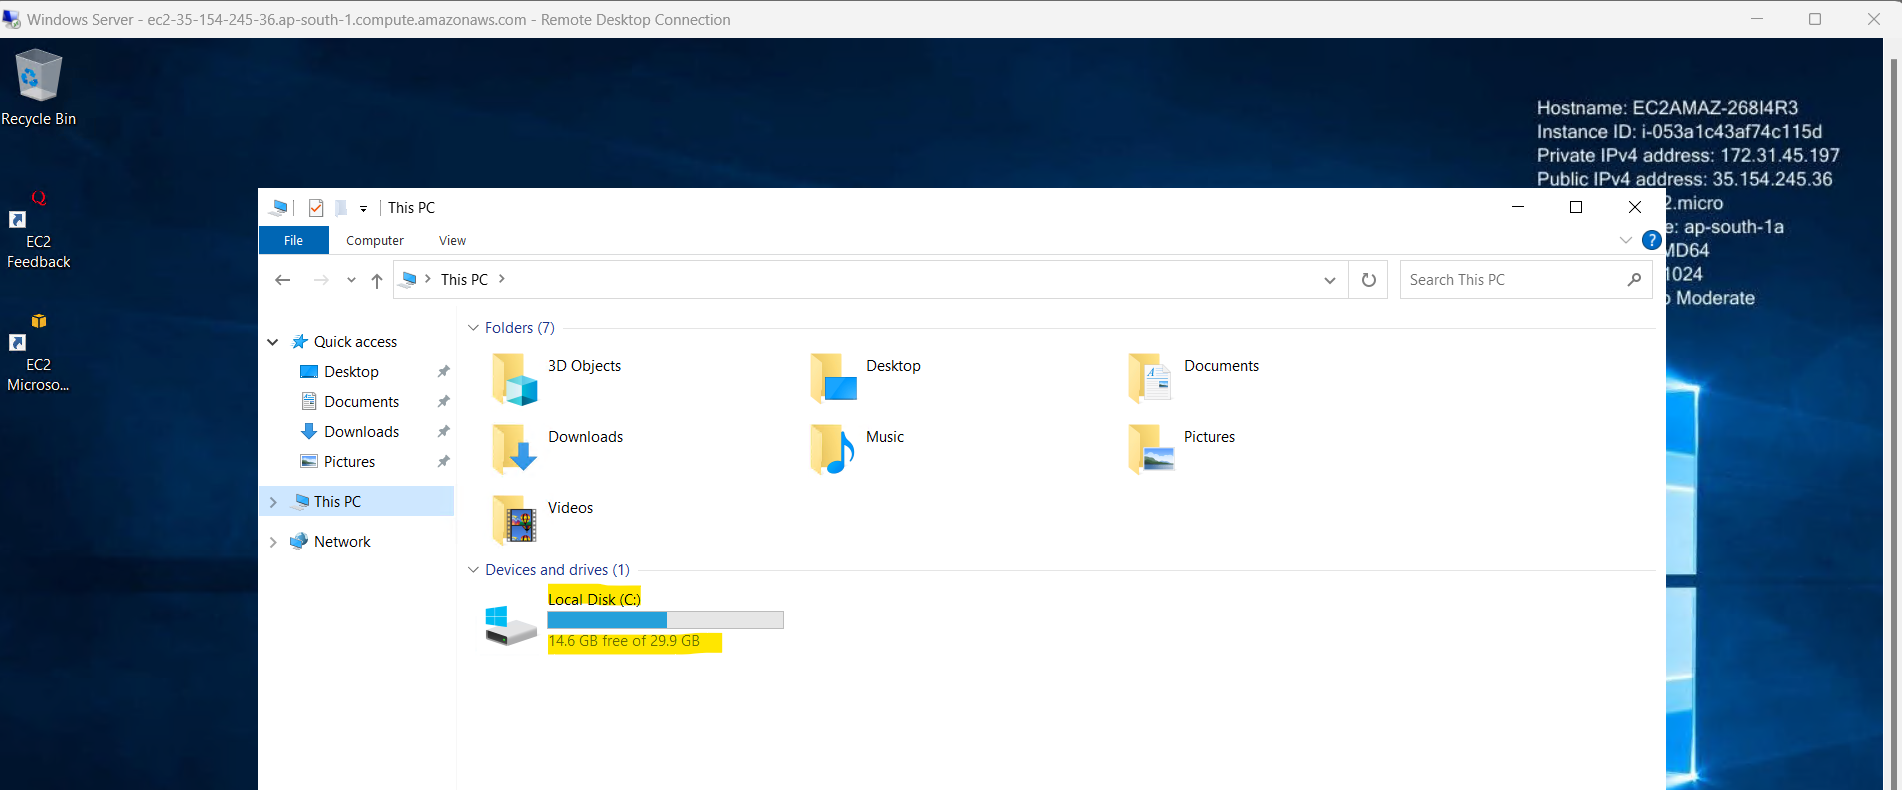 Windows Server - ec2-35-154-245-36.ap-south-1.compute.amazonaws.com - Remote Desktop Connection
Recycle Bin
EC2
Feedback
EC2
Microso...
Hostname: EC2AMAZ-268I4R3
Instance ID: i-053a1c43af74c115d
Private IPv4 address: 172.31.45.197
Public IPv4 address: 35.154.245.36
2.micro
e: ap-south-1a
MD64
1024
o Moderate
This PC
File
Computer
View
?
This PC
Search This PC
Quick access
Desktop
Documents
Downloads
Pictures
This PC
Network
Folders (7)
3D Objects
Desktop
Documents
Downloads
Music
Pictures
Videos
Devices and drives (1)
Local Disk (C:)
14.6 GB free of 29.9 GB